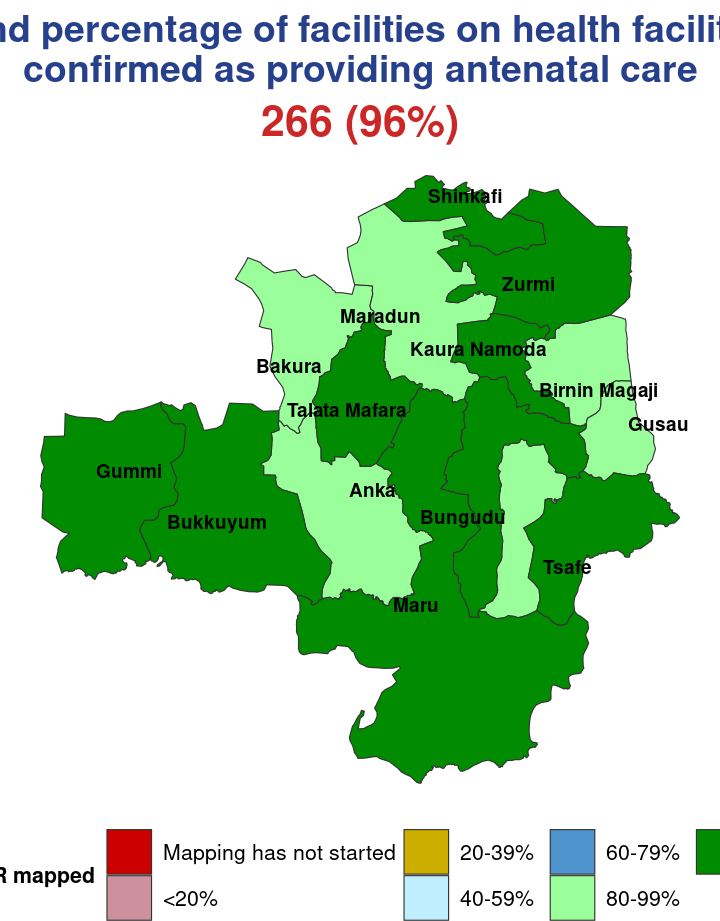 percentage of facilities on health
confirmed as providing antenatal care
266 (96%)
Shinkafi
Zurmi
Maradun
Kaura Namoda
Bakura
Birnin Magaji
Talata Mafara
Gusau
Gummi
Anka
Bukkuyum
Bungudu
Tsafe
Maru
mapped
Mapping has not started
20-39%
60-79%
<20%
40-59%
80-99%